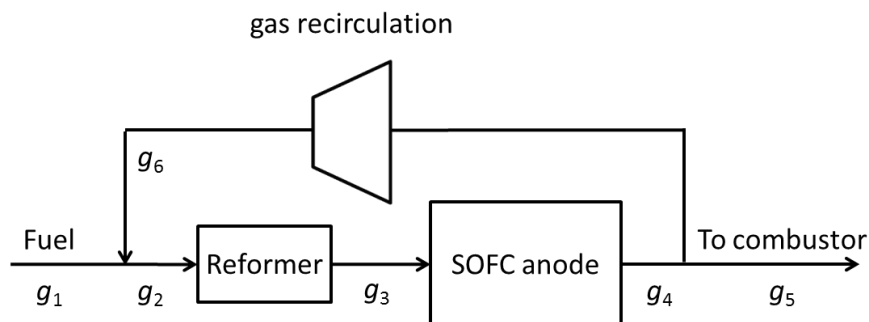 gas recirculation
g6
Fuel
Reformer
SOFC anode
To combustor
g1
g2
g3
g4
g5